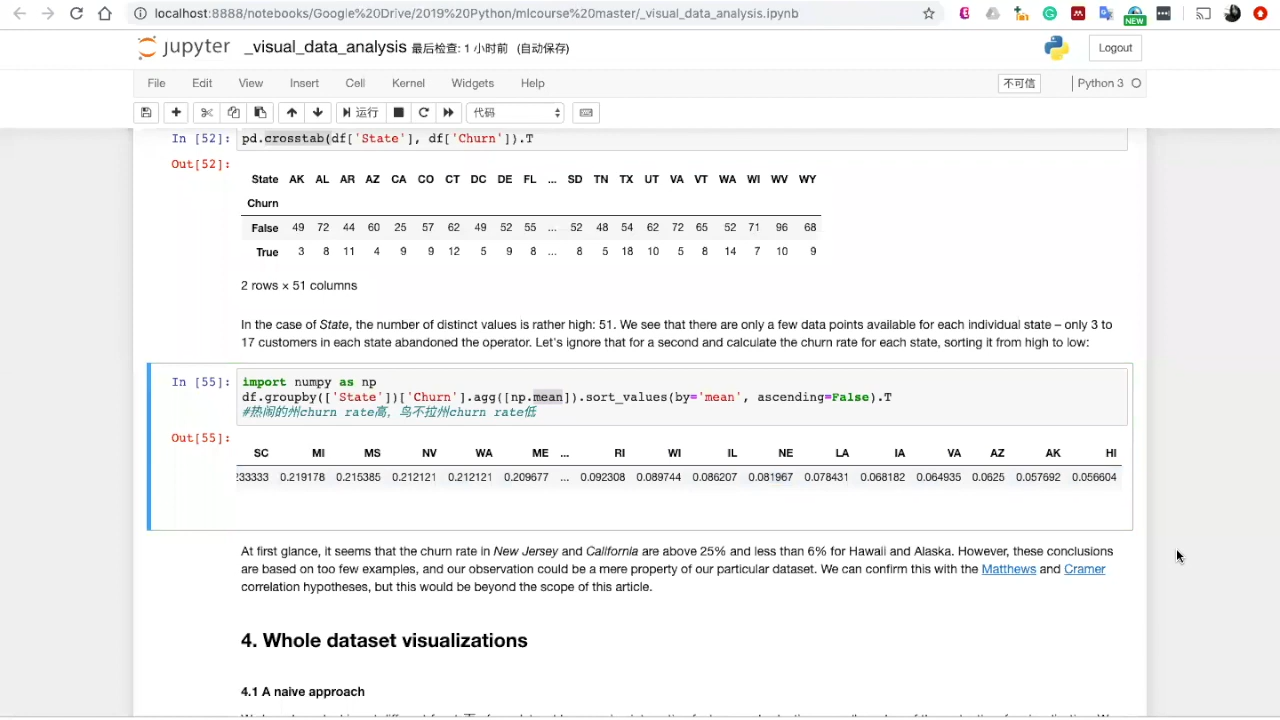 localhost:8888/notebooks/Google%20Drive/2020%20Python/mlcourse%20master/_visual_data_analysis.ipynb
NEW
jupyter _visual_data_analysis 最后检查: 1 小时前 (自动保存)
Logout
File Edit View Insert Cell Kernel Widgets Help
不可信 Python 3
运行 代码
In [52]: pd.crosstab(df['State'], df['Churn']).T
Out[52]:
State AK AL AR AZ CA CO CT DC DE FL ... SD TN TX UT VA VT WA WI WV WY
Churn
False 49 72 44 60 25 57 62 49 52 55 ... 52 48 54 62 72 65 52 71 96 68
True 3 8 11 4 9 9 12 5 9 8 ... 8 5 18 10 5 8 14 7 10 9
2 rows × 51 columns
In the case of State, the number of distinct values is rather high: 51. We see that there are only a few data points available for each individual state – only 3 to
17 customers in each state abandoned the operator. Let's ignore that for a second and calculate the churn rate for each state, sorting it from high to low:
In [55]: import numpy as np
df.groupby(['State'])['Churn'].agg([np.mean]).sort_values(by='mean', ascending=False).T
#热闹的州churn rate高，鸟不拉州churn rate低
Out[55]:
SC MI MS NV WA ME ... RI WI IL NE LA IA VA AZ AK HI
233333 0.219178 0.215385 0.212121 0.212121 0.209677 ... 0.092308 0.089744 0.086207 0.081967 0.078431 0.068182 0.064935 0.0625 0.057692 0.056604
At first glance, it seems that the churn rate in New Jersey and California are above 25% and less than 6% for Hawaii and Alaska. However, these conclusions
are based on too few examples, and our observation could be a mere property of our particular dataset. We can confirm this with the Matthews and Cramer
correlation hypotheses, but this would be beyond the scope of this article.
4. Whole dataset visualizations
4.1 A naive approach